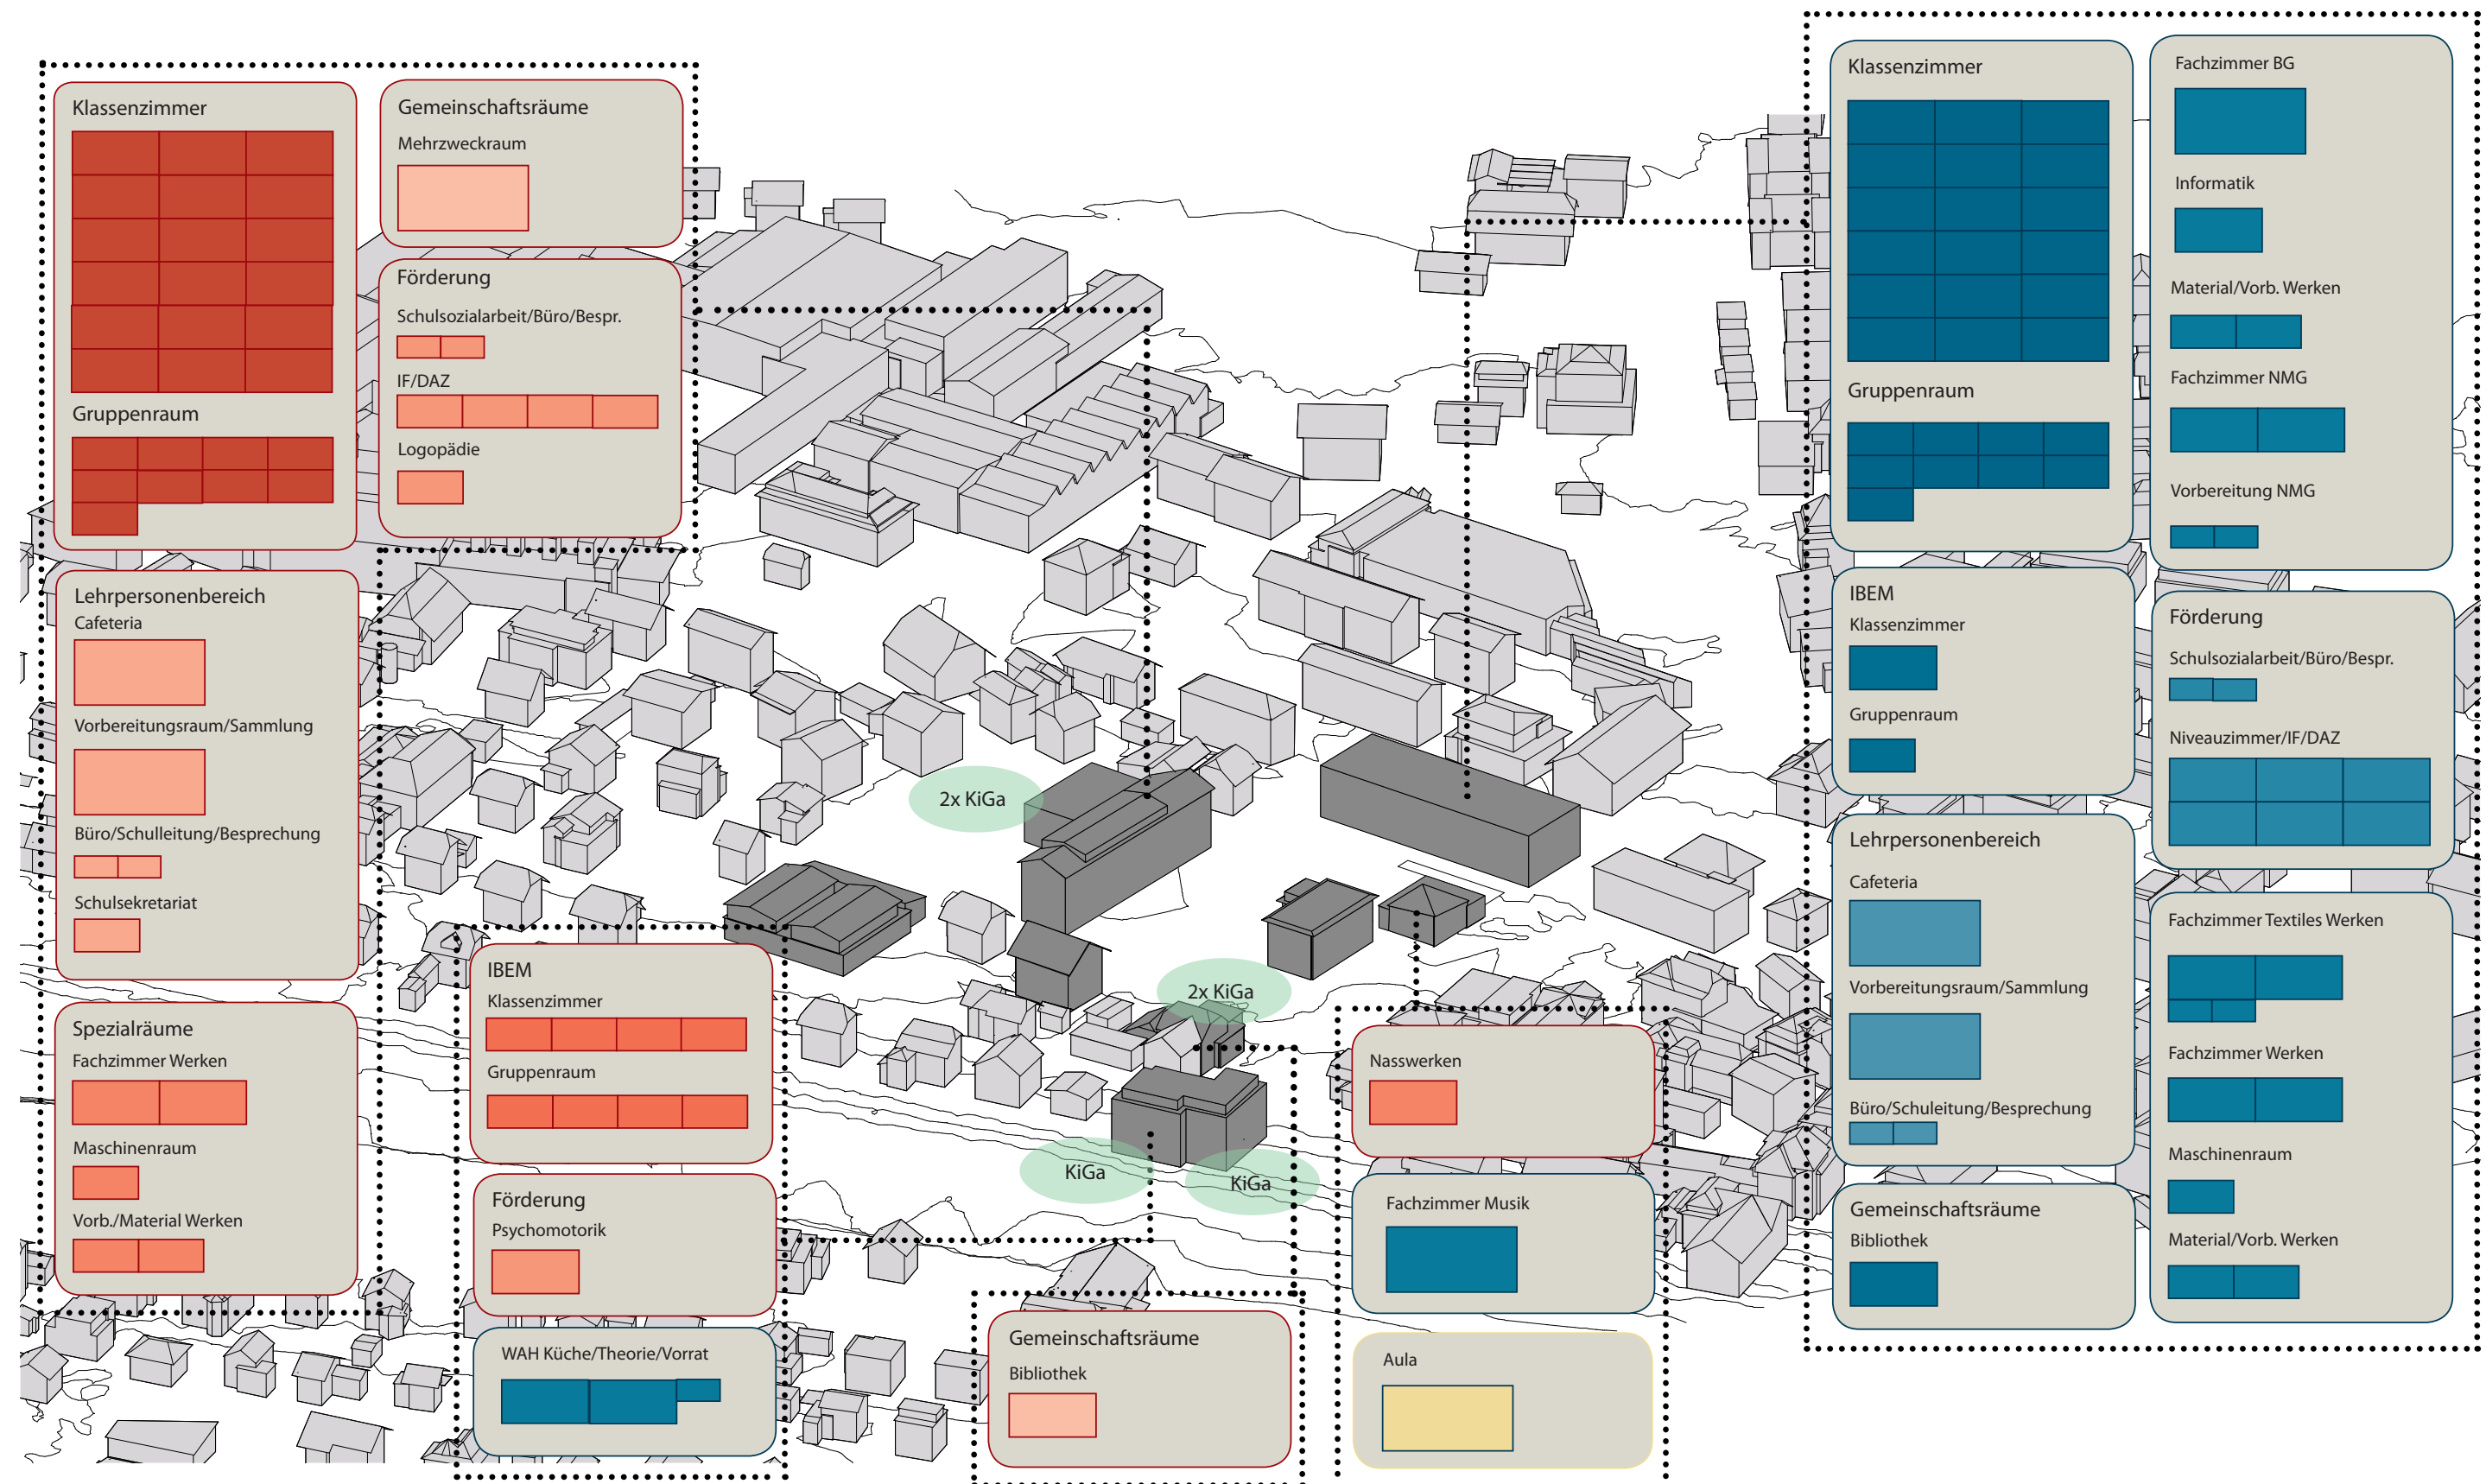 Klassenzimmer
Gruppenraum
Gemeinschaftsräume
Mehrzweckraum
Förderung
Schulsozialarbeit/Büro/Bespr.
IF/DAZ
Logopädie
Lehrpersonenbereich
Cafeteria
Vorbereitungsraum/Sammlung
Büro/Schulleitung/Besprechung
Schulsekretariat
Spezialräume
Fachzimmer Werken
Maschinenraum
Vorb./Material Werken
IBEM
Klassenzimmer
Gruppenraum
Förderung
Psychomotorik
WAH Küche/Theorie/Vorrat
2x KiGa
2x KiGa
KiGa
KiGa
Gemeinschaftsräume
Bibliothek
Nasswerken
Fachzimmer Musik
Aula
Klassenzimmer
Gruppenraum
IBEM
Klassenzimmer
Gruppenraum
Lehrpersonenbereich
Cafeteria
Vorbereitungsraum/Sammlung
Büro/Schuleitung/Besprechung
Gemeinschaftsräume
Bibliothek
Fachzimmer BG
Informatik
Material/Vorb. Werken
Fachzimmer NMG
Vorbereitung NMG
Förderung
Schulsozialarbeit/Büro/Bespr.
Niveauzimmer/IF/DAZ
Fachzimmer Textiles Werken
Fachzimmer Werken
Maschinenraum
Material/Vorb. Werken